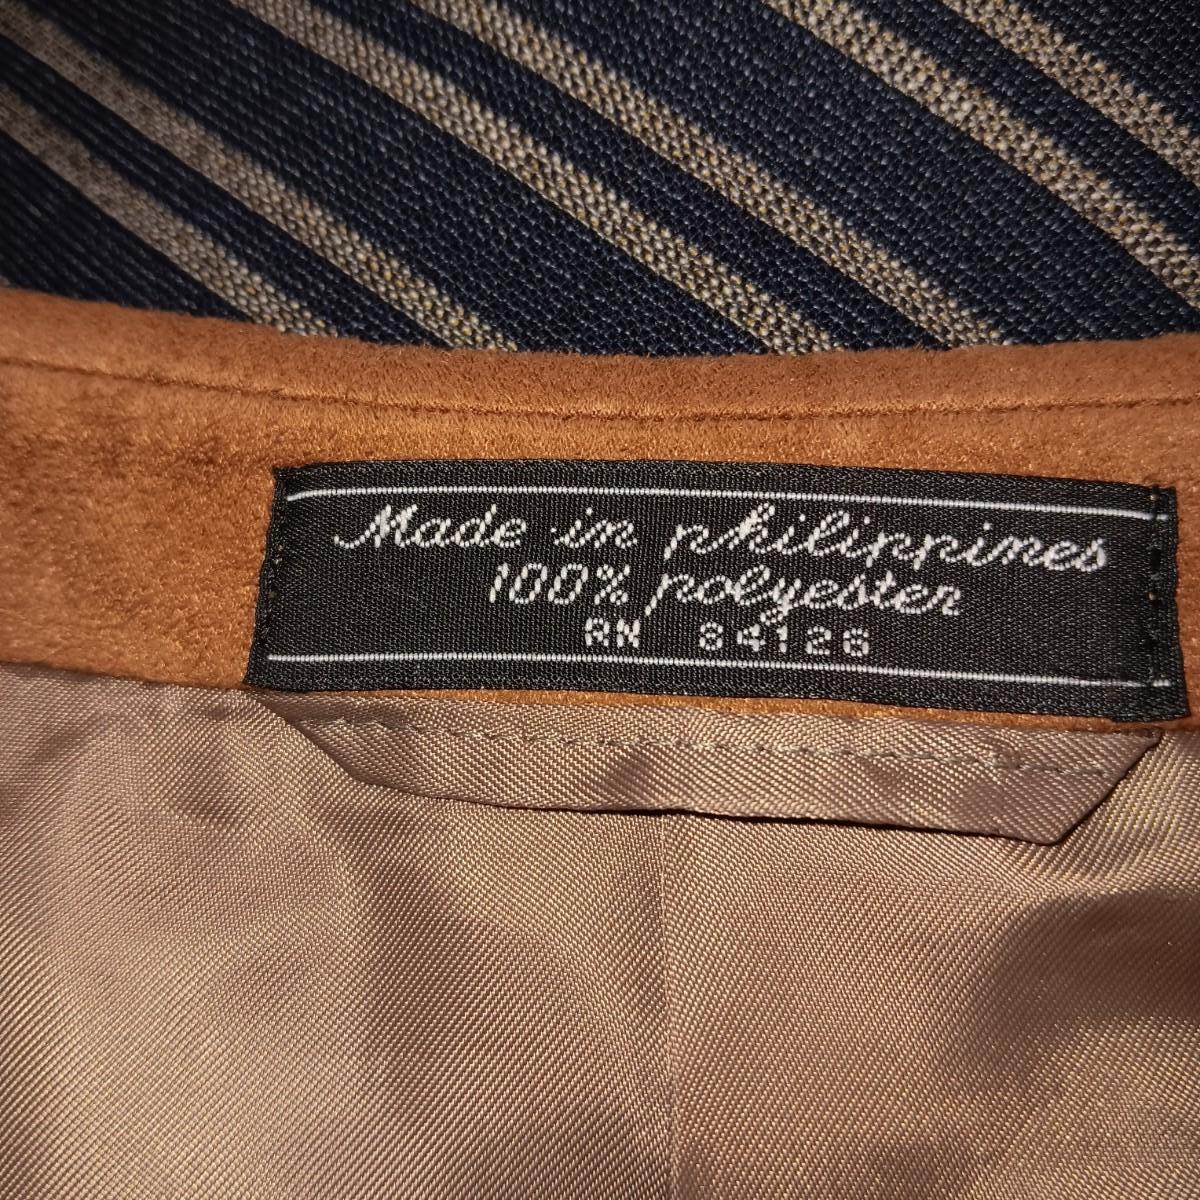 Made in philippines
100% polyester
RN 84126